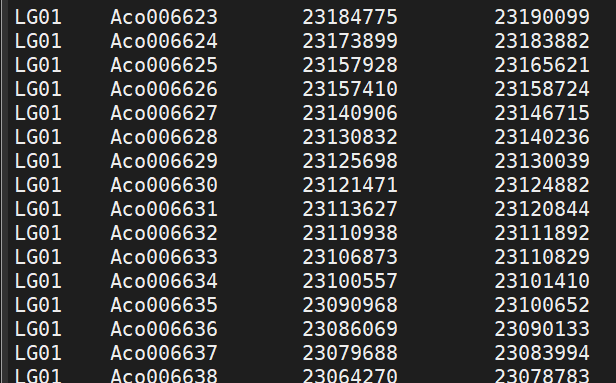 LG01 Aco006623 23184775 23190099
LG01 Aco006624 23173899 23183882
LG01 Aco006625 23157928 23165621
LG01 Aco006626 23157410 23158724
LG01 Aco006627 23140906 23146715
LG01 Aco006628 23130832 23140236
LG01 Aco006629 23125698 23130039
LG01 Aco006630 23121471 23124882
LG01 Aco006631 23113627 23120844
LG01 Aco006632 23110938 23111892
LG01 Aco006633 23106873 23110829
LG01 Aco006634 23100557 23101410
LG01 Aco006635 23090968 23100652
LG01 Aco006636 23086069 23090133
LG01 Aco006637 23079688 23083994
LG01 Aco006638 23064270 23078783